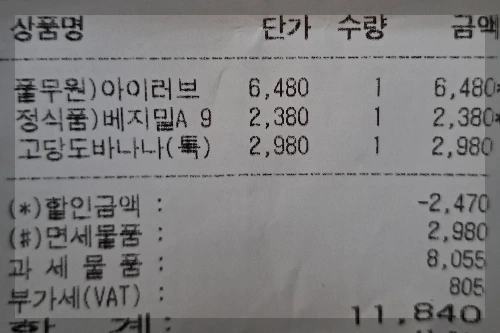 상품명 단가 수량 금액
풀무원)아이러브 6,480 1 6,480*
정식품)베지밀A 9 2,380 1 2,380*
고당도바나나(특) 2,980 1 2,980
(*)할인금액 : -2,470
(#)면세물품 : 2,980
과 세 물 품 : 8,055
부가세(VAT) : 805
합 계 : 11,840